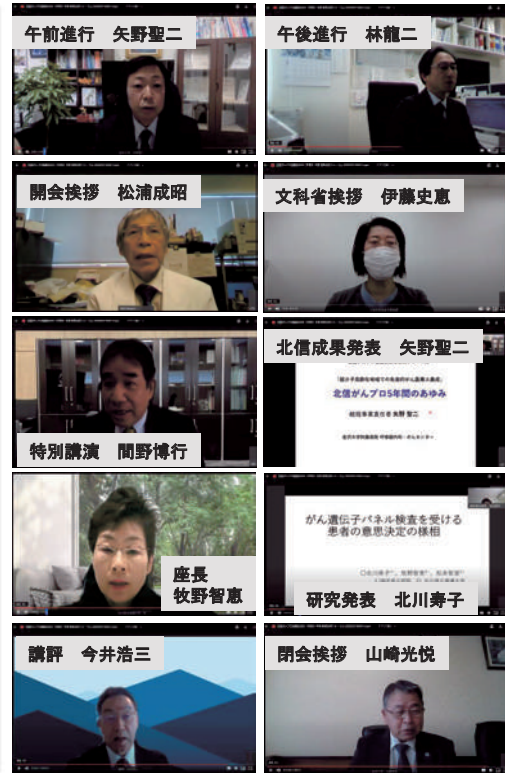 午前進行　矢野聖二
午後進行　林龍二
開会挨拶　松浦成昭
文科省挨拶　伊藤史恵
特別講演　間野博行
北信成果発表　矢野聖二
北信がんプロ5年間のあゆみ
座長
牧野智恵
がん遺伝子パネル検査を受ける
患者の意思決定の様相
研究発表　北川寿子
講評　今井浩三
閉会挨拶　山崎光悦